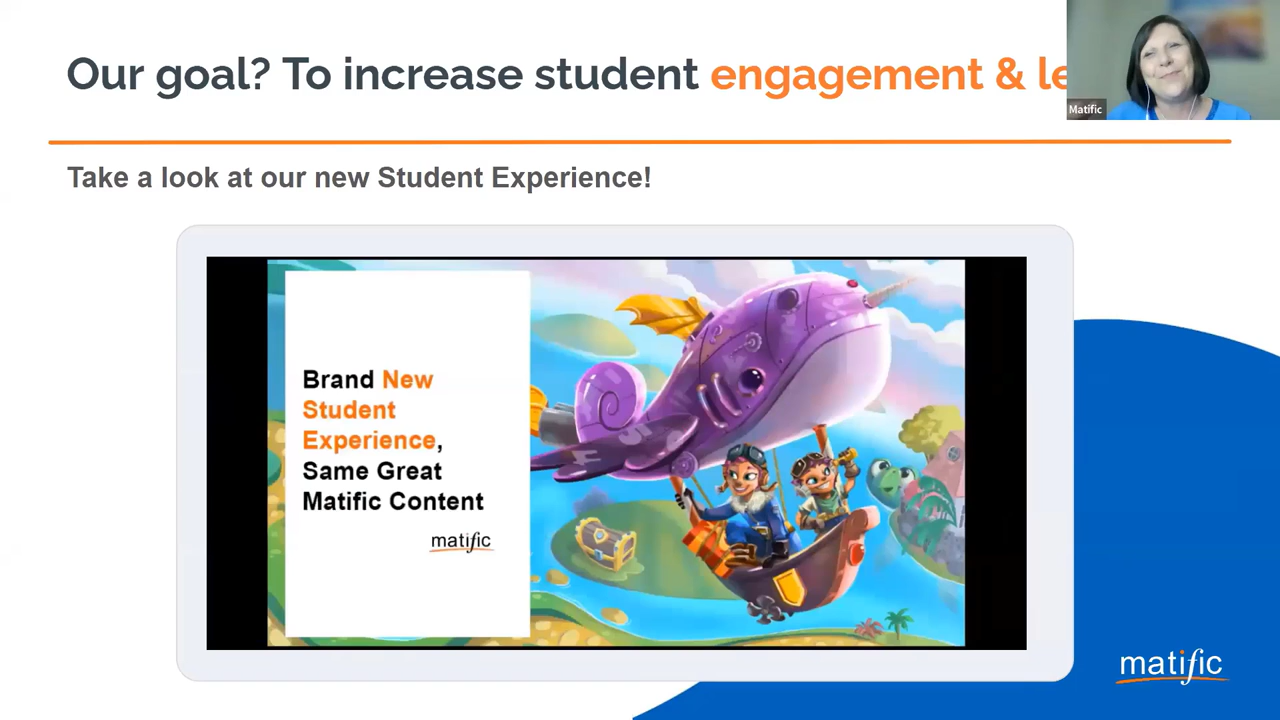 Our goal? To increase student engagement &
Matific
Take a look at our new Student Experience!
Brand New
Student
Experience,
Same Great
Matific Content
matific
matific